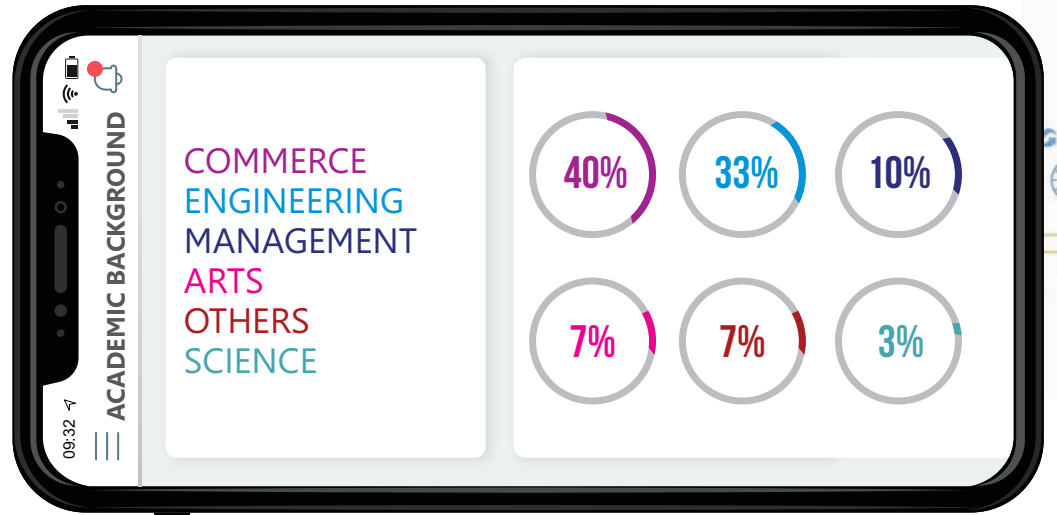 09:32
ACADEMIC BACKGROUND
COMMERCE
ENGINEERING
MANAGEMENT
ARTS
OTHERS
SCIENCE
40%
33%
10%
7%
7%
3%